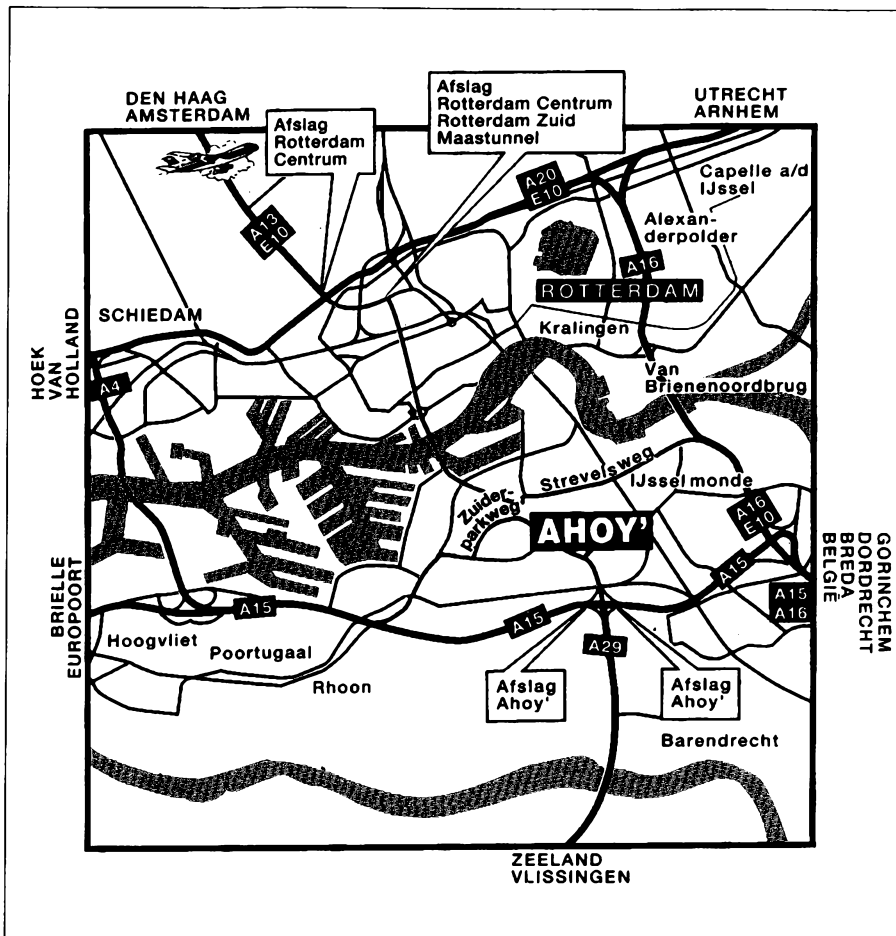 DEN HAAG
AMSTERDAM
Afslag
Rotterdam
Centrum
Afslag
Rotterdam Centrum
Rotterdam Zuid
Maastunnel
UTRECHT
ARNHEM
A13
E10
A20
E10
Capelle a/d
IJssel
Alexan-
derpolder
A16
ROTTERDAM
SCHIEDAM
Kralingen
HOEK
VAN
HOLLAND
A4
Van
Brienenoordbrug
Strevelsweg
IJsselmonde
Zuider-
parkweg
AHOY'
A16
E10
GORINCHEM
DORDRECHT
BREDA
BELGIË
BRIELLE
EUROPOORT
A15
A15
A15
A15
A16
Hoogvliet
Poortugaal
Rhoon
A29
Afslag
Ahoy'
Afslag
Ahoy'
Barendrecht
ZEELAND
VLISSINGEN